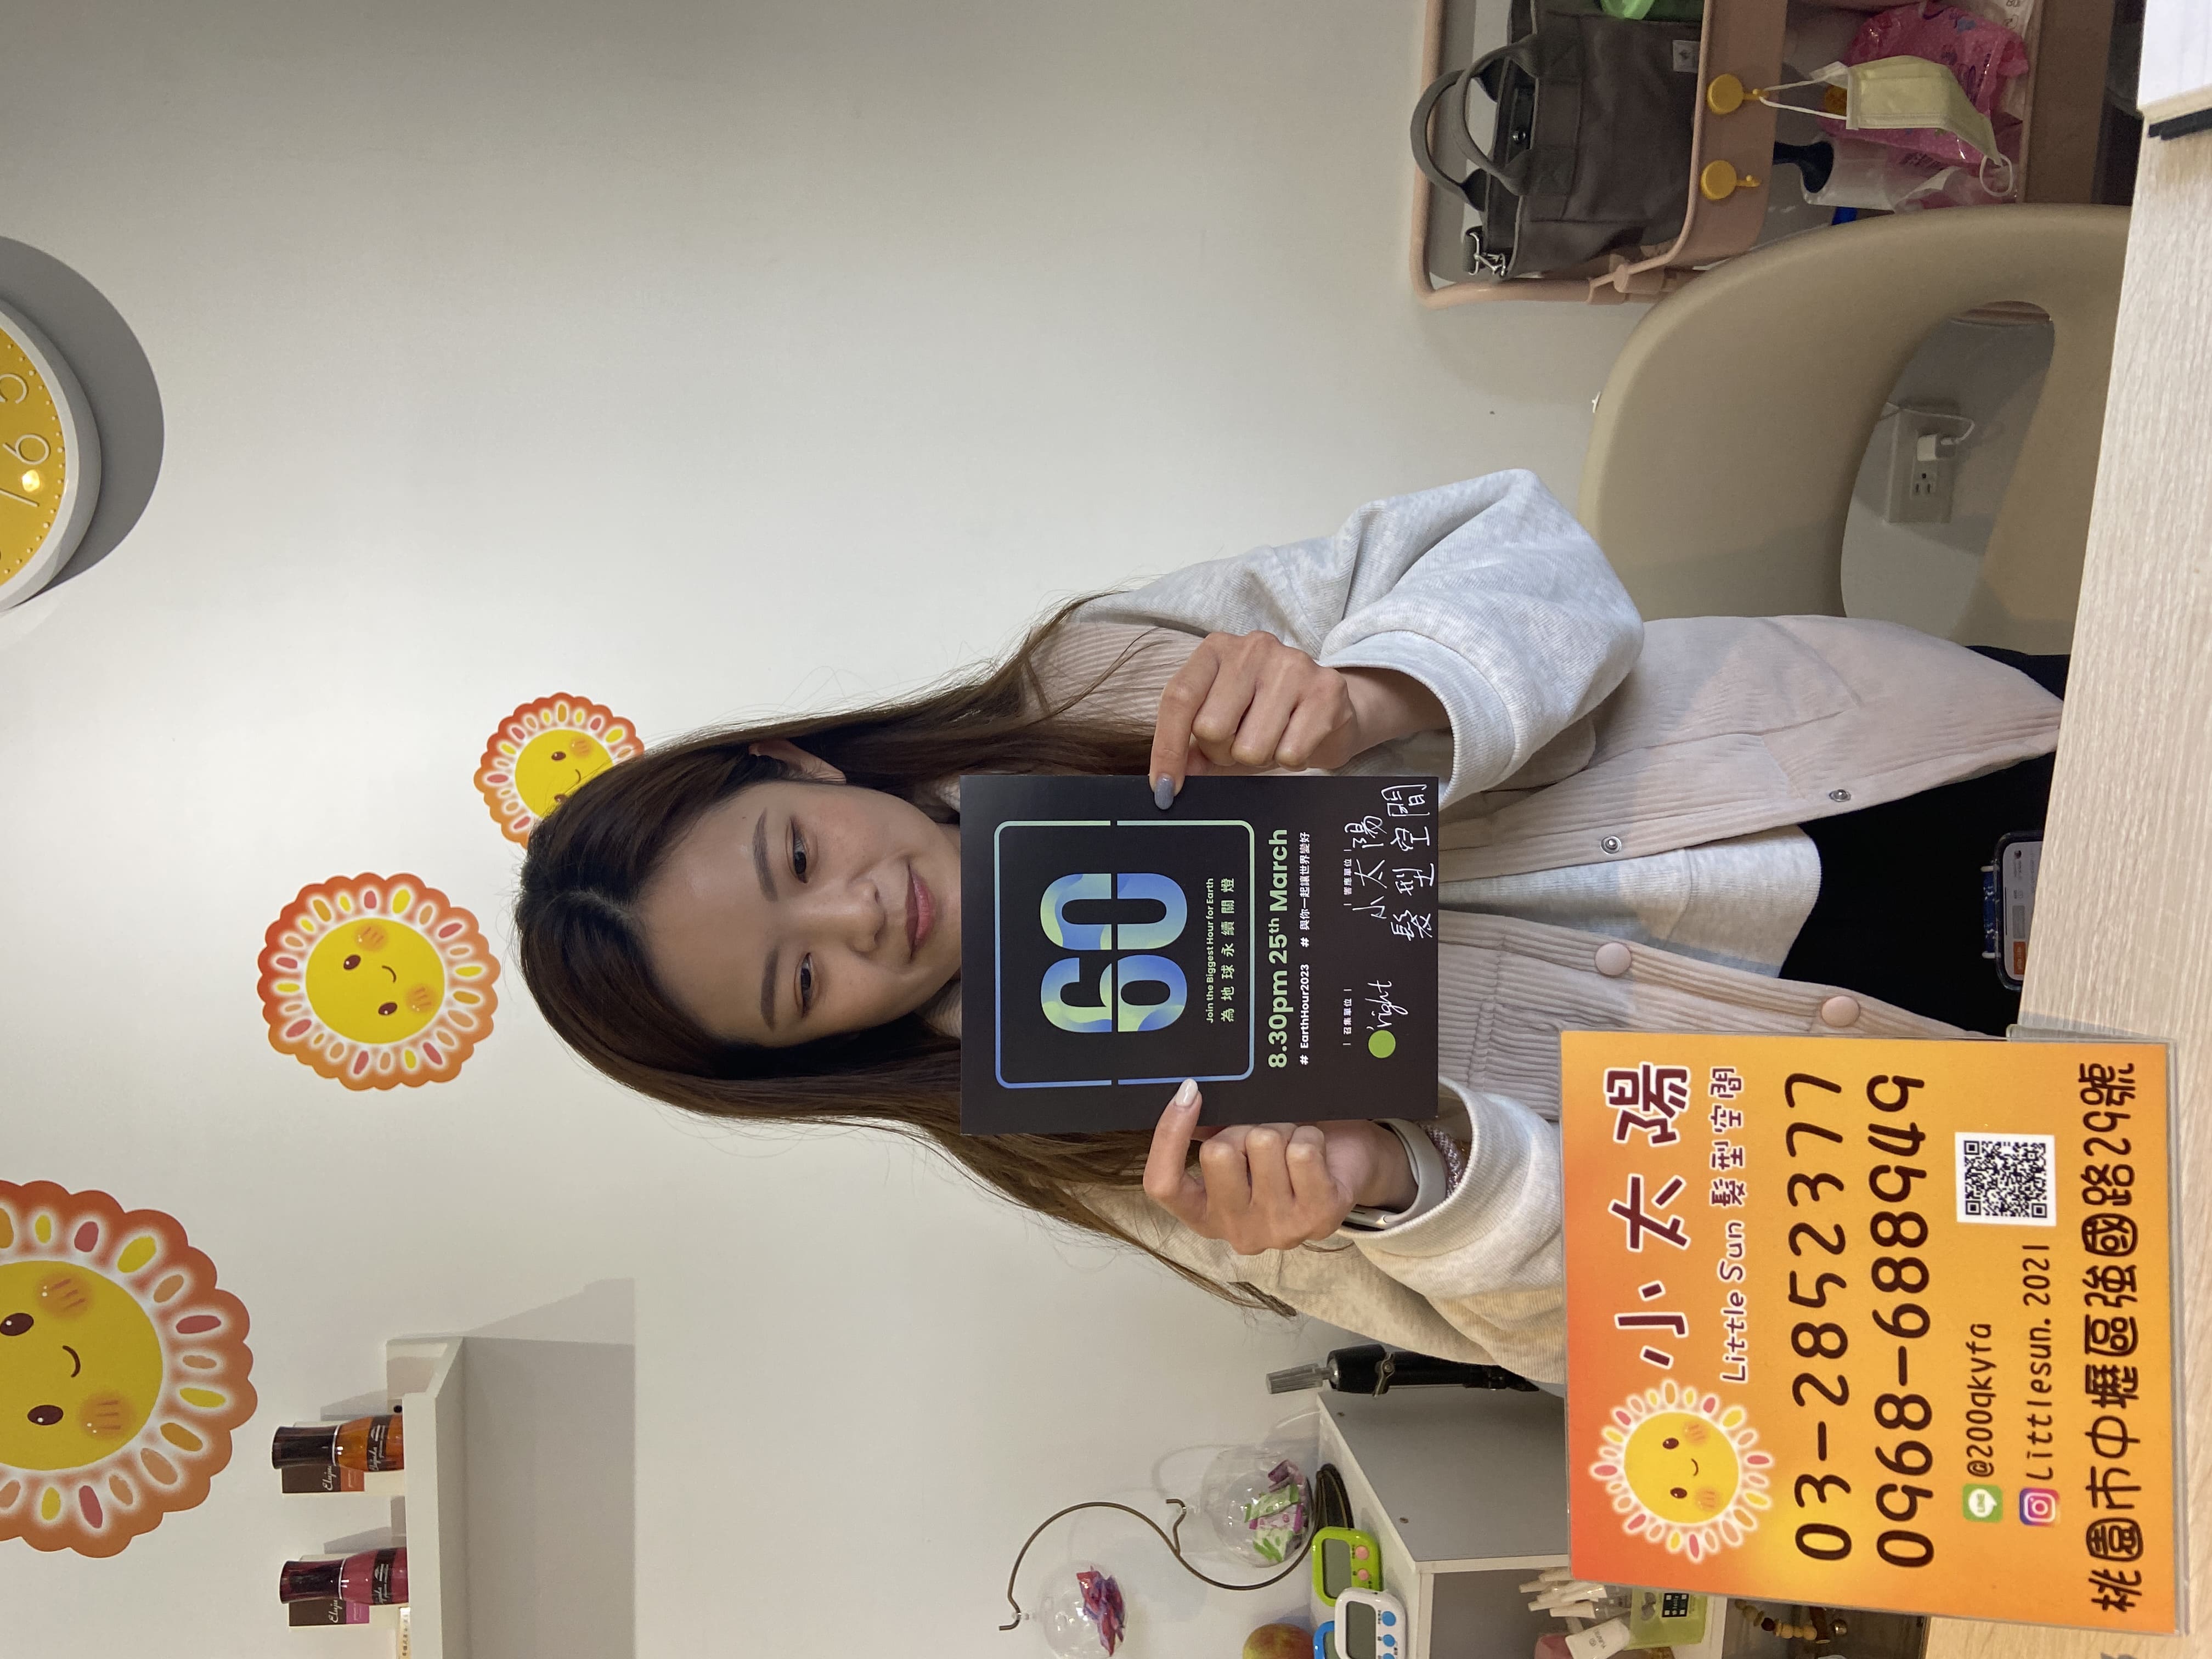 60
Join the Biggest Hour for Earth
為地球永續關燈
8.30pm 25th March
# EarthHour2023 # 與你一起讓世界變好
召集單位
響應單位
O'right
小太陽
髮型空間
小太陽
Little Sun 髮型空間
03-2852377
0968-688949
@200qkyfa
Littlesun.2021
桃園市中壢區強國路29號
9